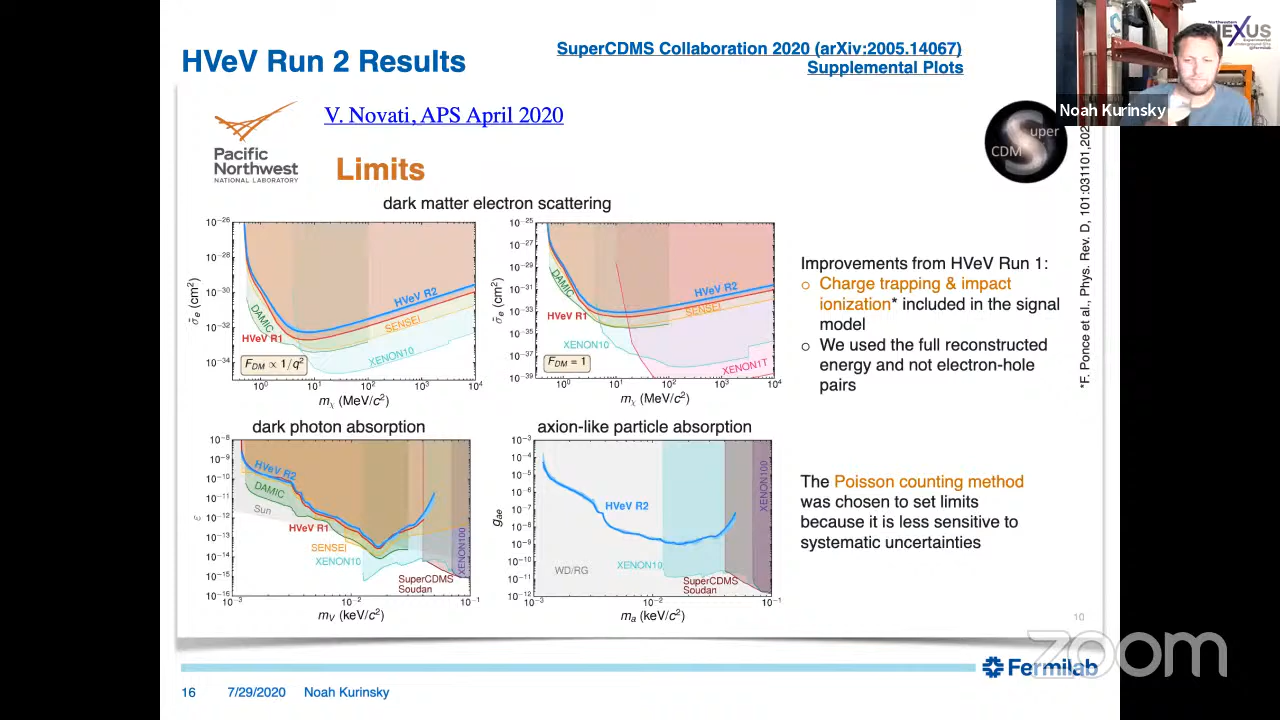 HVeV Run 2 Results
SuperCDMS Collaboration 2020 (arXiv:2005.14067)
Supplemental Plots
Northwestern
NEXUS
@Fermilab
Noah Kurinsky
V. Novati, APS April 2020
Pacific
Northwest
NATIONAL LABORATORY
Limits
Super
CDMS
*F. Ponce et al., Phys. Rev. D, 101:031101,202
dark matter electron scattering
10⁻²⁶
10⁻²⁸
10⁻³⁰
10⁻³²
10⁻³⁴
σ̄ₑ (cm²)
DAMIC
HVeV R1
HVeV R2
SENSEI
XENON10
F_DM ∝ 1/q²
10⁰ 10¹ 10² 10³ 10⁴
mχ (MeV/c²)
10⁻²⁵
10⁻²⁷
10⁻²⁹
10⁻³¹
10⁻³³
10⁻³⁵
10⁻³⁷
10⁻³⁹
σ̄ₑ (cm²)
DAMIC
HVeV R1
HVeV R2
SENSEI
XENON10
XENON1T
F_DM = 1
10⁰ 10¹ 10² 10³ 10⁴
mχ (MeV/c²)
Improvements from HVeV Run 1:
○ Charge trapping & impact
ionization* included in the signal
model
○ We used the full reconstructed
energy and not electron-hole
pairs
dark photon absorption
10⁻⁸
10⁻⁹
10⁻¹⁰
10⁻¹¹
10⁻¹²
10⁻¹³
10⁻¹⁴
10⁻¹⁵
10⁻¹⁶
ε
HVeV R2
DAMIC
Sun
HVeV R1
SENSEI
XENON10
SuperCDMS
Soudan
XENON100
10⁻³ 10⁻² 10⁻¹
m_V (keV/c²)
axion-like particle absorption
10⁻³
10⁻⁴
10⁻⁵
10⁻⁶
10⁻⁷
10⁻⁸
10⁻⁹
10⁻¹⁰
10⁻¹¹
10⁻¹²
g_ae
HVeV R2
WD/RG
XENON10
SuperCDMS
Soudan
XENON100
10⁻³ 10⁻² 10⁻¹
m_a (keV/c²)
The Poisson counting method
was chosen to set limits
because it is less sensitive to
systematic uncertainties
10
zoom
Fermilab
16 7/29/2020 Noah Kurinsky